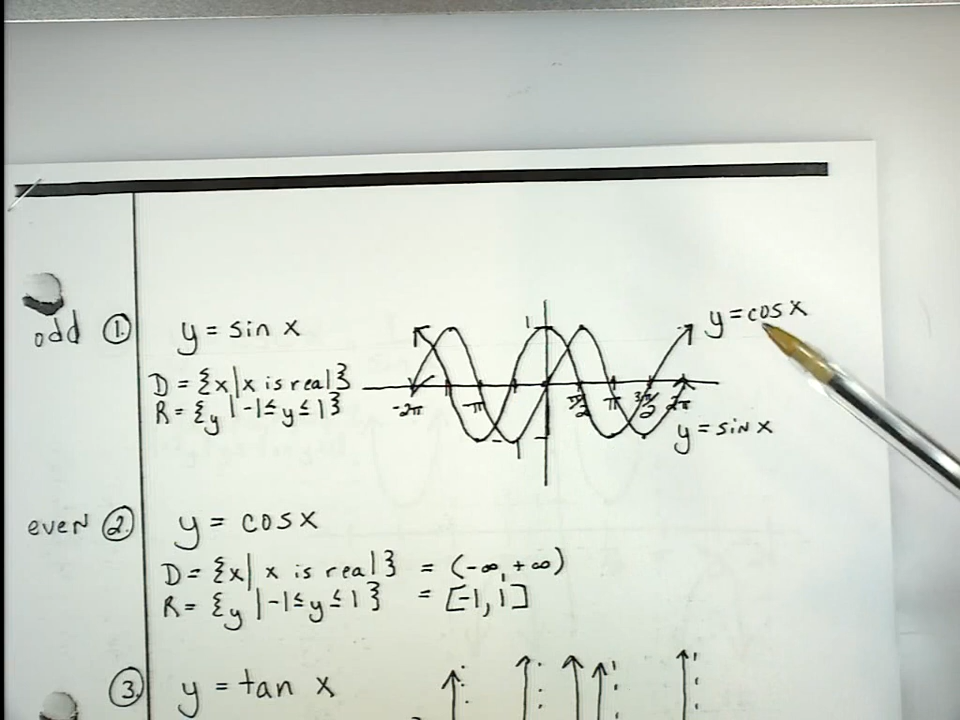 odd ① y = sin x
D = {x | x is real}
R = {y | -1 ≤ y ≤ 1}
1
y = cos x
-2π -π π/2 π 3π/2 2π
-1
y = sin x
even ② y = cos x
D = {x | x is real} = (-∞, +∞)
R = {y | -1 ≤ y ≤ 1} = [-1, 1]
③ y = tan x